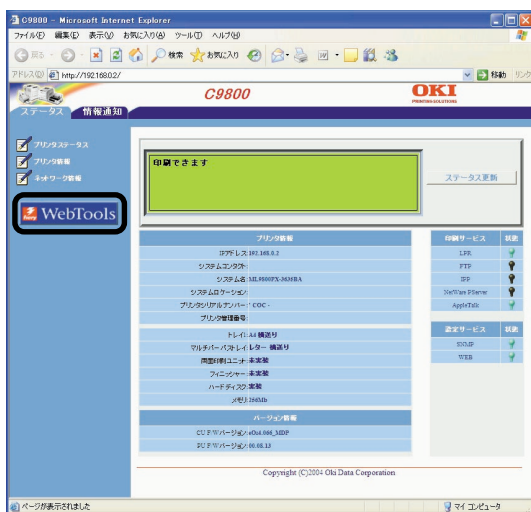 C9800 - Microsoft Internet Explorer
ファイル(F) 編集(E) 表示(V) お気に入り(A) ツール(T) ヘルプ(H)
戻る 検索 お気に入り
アドレス(D) http://192.168.0.2/ 移動 リンク
C9800 OKI
PRINTING SOLUTIONS
ステータス 情報通知
プリンタステータス
プリンタ情報
ネットワーク情報
WebTools
印刷できます
ステータス更新
プリンタ情報
IPアドレス: 192.168.0.2
システムコンタクト:
システム名: ML9800PX-3636BA
システムロケーション:
プリンタシリアルナンバー: ' COC -
プリンタ管理番号:
トレイ1: A4 横送り
マルチパーパストレイ: レター 横送り
両面印刷ユニット: 未実装
フィニッシャー: 未実装
ハードディスク: 実装
メモリ: 256Mb
バージョン情報
CU F/Wバージョン:
PU F/Wバージョン: 00.08.13
印刷サービス 状態
LPR
FTP
IPP
NetWare PServer
AppleTalk
設定サービス 状態
SNMP
WEB
Copyright (C)2004 Oki Data Corporation
ページが表示されました マイ コンピュータ